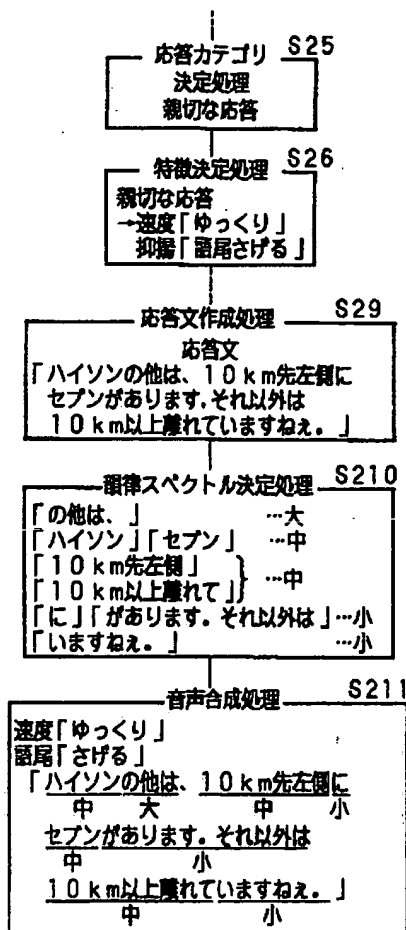 応答カテゴリ S25
決定処理
親切な応答
特徴決定処理 S26
親切な応答
→速度「ゆっくり」
抑揚「語尾さげる」
応答文作成処理 S29
応答文
「ハイソンの他は、10km先左側に
セブンがあります.それ以外は
10km以上離れていますねぇ。」
韻律スペクトル決定処理 S210
「の他は、」 …大
「ハイソン」「セブン」 …中
「10km先左側」
「10km以上離れて」 …中
「に」「があります。それ以外は」…小
「いますねぇ。」 …小
音声合成処理 S211
速度「ゆっくり」
語尾「さげる」
「ハイソンの他は、10km先左側に
中 大 中 小
セブンがあります。それ以外は
中 小
10km以上離れていますねぇ。」
中 小